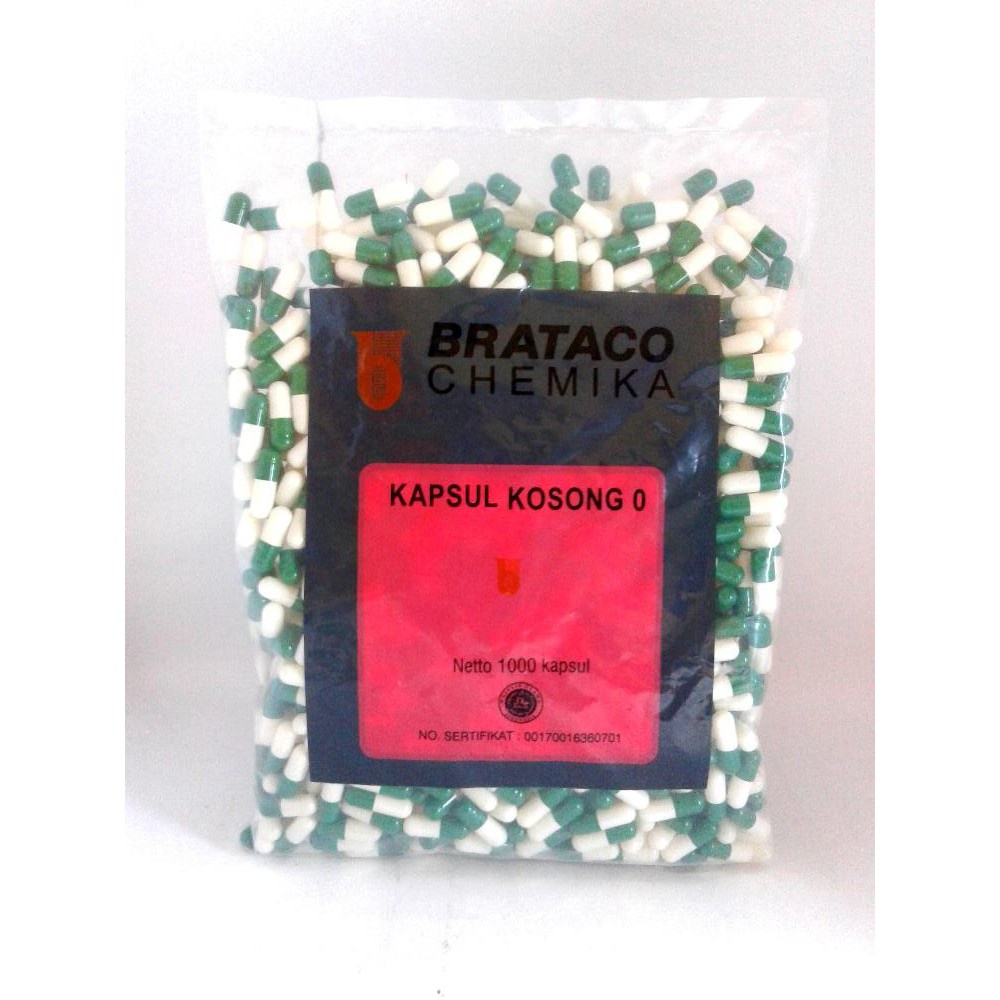 BRATACO
CHEMIKA
KAPSUL KOSONG 0
Netto 1000 kapsul
NO. SERTIFIKAT : 00170016360701